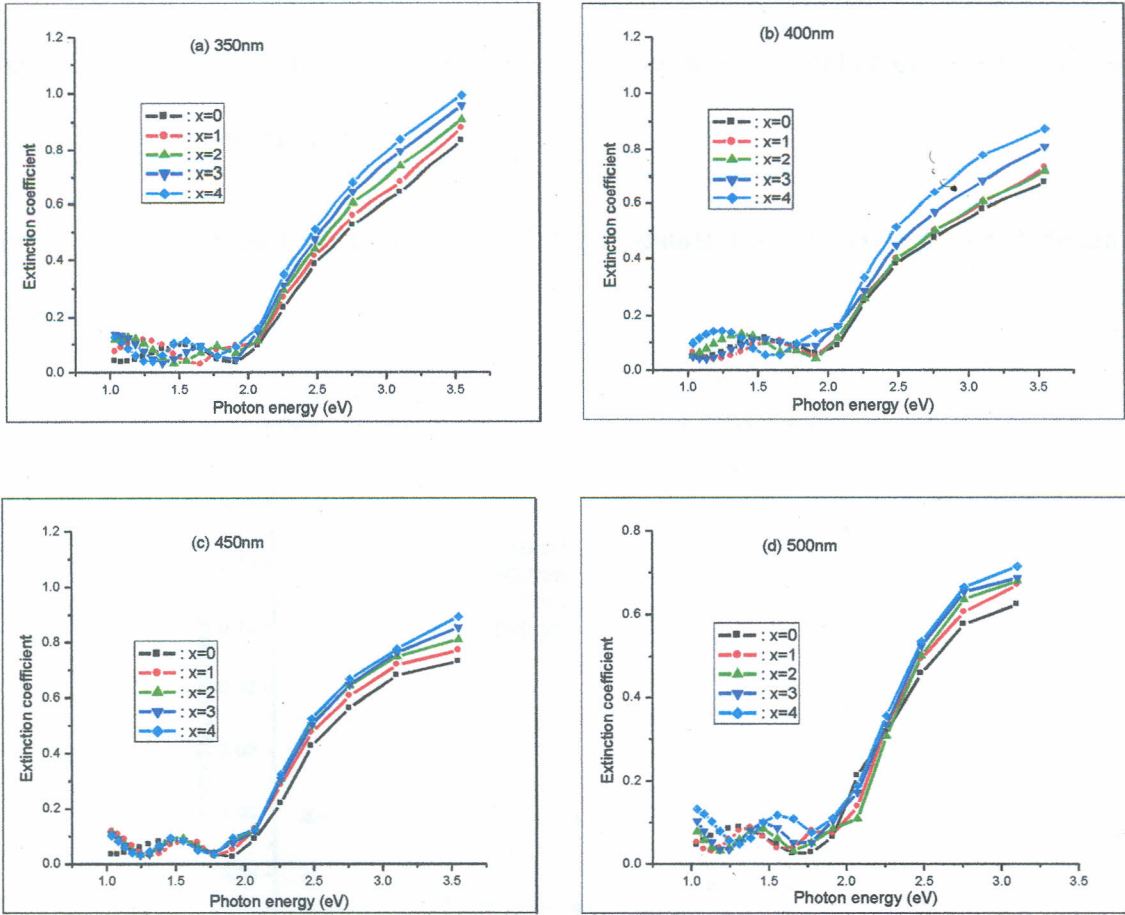 (a) 350nm
1.2
1.0
0.8
0.6
0.4
0.2
0.0
Extinction coefficient
: x=0
: x=1
: x=2
: x=3
: x=4
1.0 1.5 2.0 2.5 3.0 3.5
Photon energy (eV)
(b) 400nm
1.2
1.0
0.8
0.6
0.4
0.2
0.0
Extinction coefficient
: x=0
: x=1
: x=2
: x=3
: x=4
1.0 1.5 2.0 2.5 3.0 3.5
Photon energy (eV)
(c) 450nm
1.2
1.0
0.8
0.6
0.4
0.2
0.0
Extinction coefficient
: x=0
: x=1
: x=2
: x=3
: x=4
1.0 1.5 2.0 2.5 3.0 3.5
Photon energy (eV)
(d) 500nm
0.8
0.6
0.4
0.2
0.0
Extinction coefficient
: x=0
: x=1
: x=2
: x=3
: x=4
1.0 1.5 2.0 2.5 3.0 3.5
Photon energy (eV)